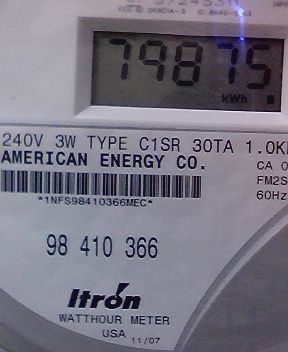 79875
kWh
240V 3W TYPE C1SR 30TA 1.0
AMERICAN ENERGY CO.
CA
FM2S
60Hz
*1NFS98410366MEC*
98 410 366
Itron
WATTHOUR METER
USA 11/07